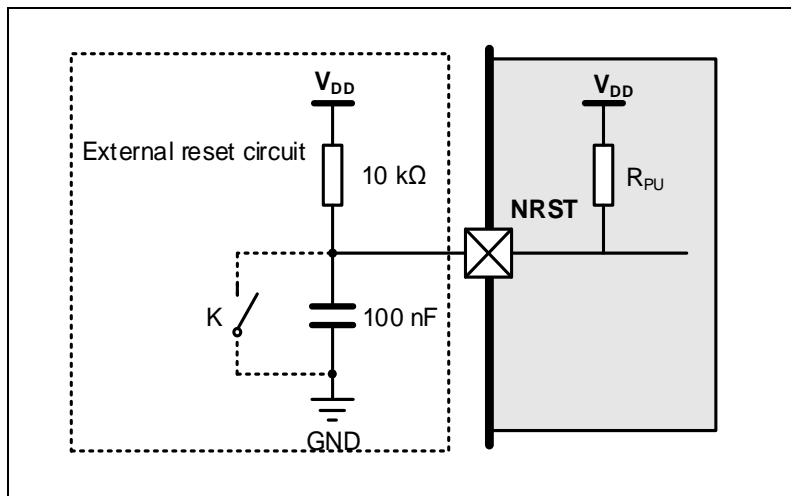 VDD
VDD
External reset circuit
10 kΩ
RPU
NRST
K
100 nF
GND